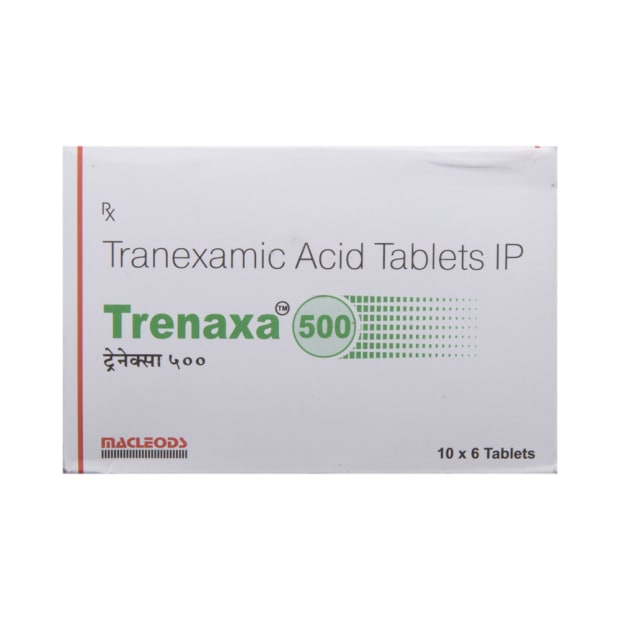 Rx
Tranexamic Acid Tablets IP
Trenaxa™ 500
ट्रेनेक्सा ५००
MACLEODS
10 x 6 Tablets